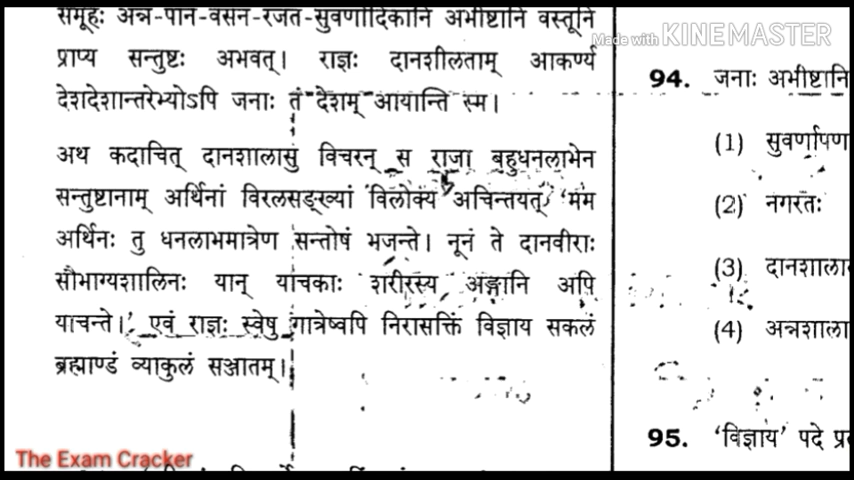 समूहः अन्न-पान-वसन-रजत-सुवर्णादिकानि अभीष्टानि वस्तूनि
प्राप्य सन्तुष्टः अभवत्। राज्ञः दानशीलताम् आकर्ण्य
देशदेशान्तरेभ्योऽपि जनाः तं देशम् आयान्ति स्म।
अथ कदाचित् दानशालासु विचरन् स राजा बहुधनलाभेन
सन्तुष्टानाम् अर्थिनां विरलसङ्ख्यां विलोक्य अचिन्तयत् 'मम
अर्थिनः तु धनलाभमात्रेण सन्तोषं भजन्ते। नूनं ते दानवीराः
सौभाग्यशालिनः यान् याचकाः शरीरस्य अङ्गानि अपि
याचन्ते।' एवं राज्ञः स्वेषु गात्रेष्वपि निरासक्तिं विज्ञाय सकलं
ब्रह्माण्डं व्याकुलं सञ्जातम्।
The Exam Cracker
Made with KINEMASTER
94. जनाः अभीष्टानि
(1) सुवर्णापण
(2) नगरतः
(3) दानशाला
(4) अन्नशाला
95. 'विज्ञाय' पदे प्र